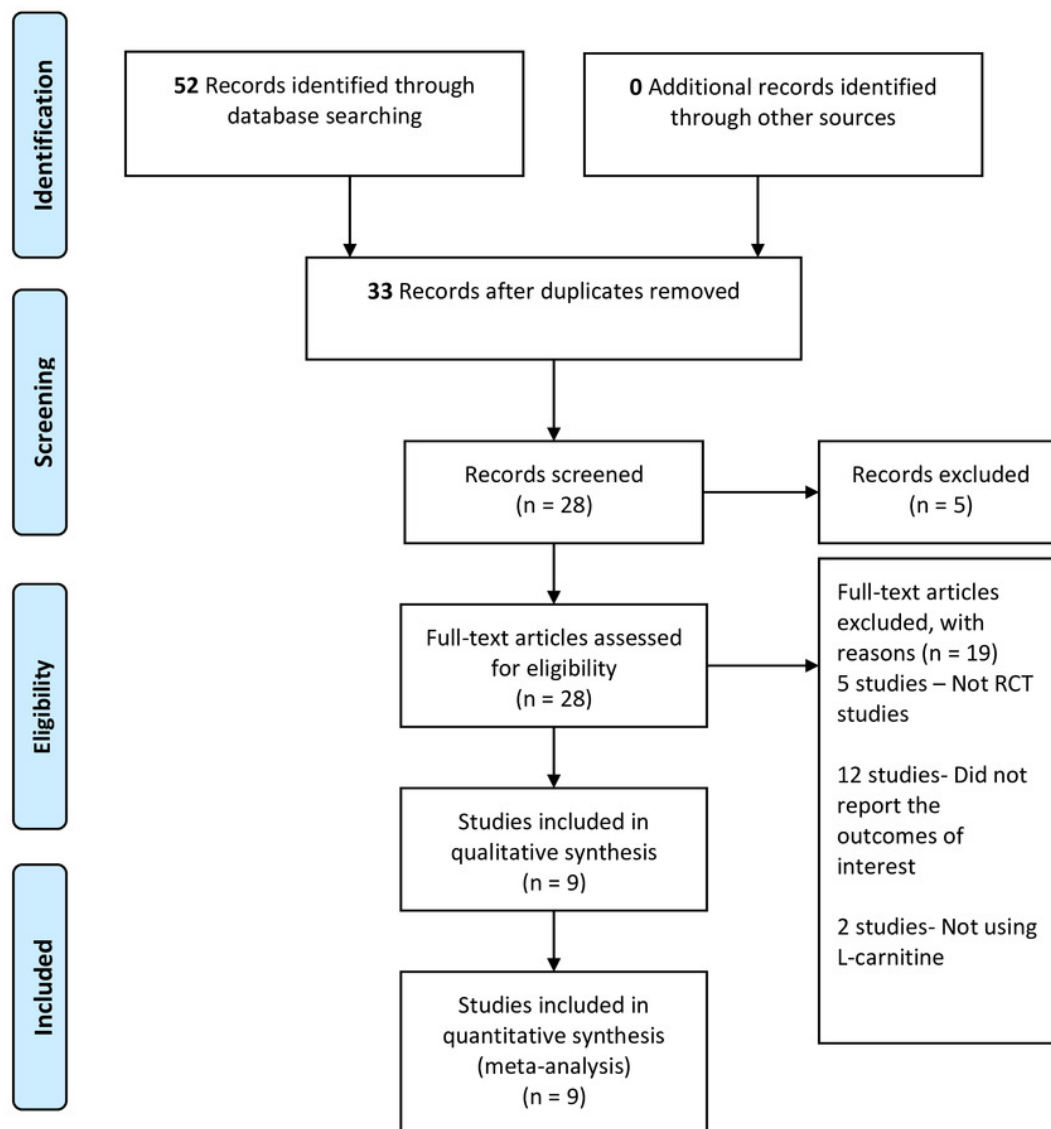 Identification
52 Records identified through
database searching
0 Additional records identified
through other sources
33 Records after duplicates removed
Screening
Records screened
(n = 28)
Records excluded
(n = 5)
Eligibility
Full-text articles assessed
for eligibility
(n = 28)
Full-text articles
excluded, with
reasons (n = 19)
5 studies – Not RCT
studies
12 studies- Did not
report the
outcomes of
interest
2 studies- Not using
L-carnitine
Studies included in
qualitative synthesis
(n = 9)
Included
Studies included in
quantitative synthesis
(meta-analysis)
(n = 9)